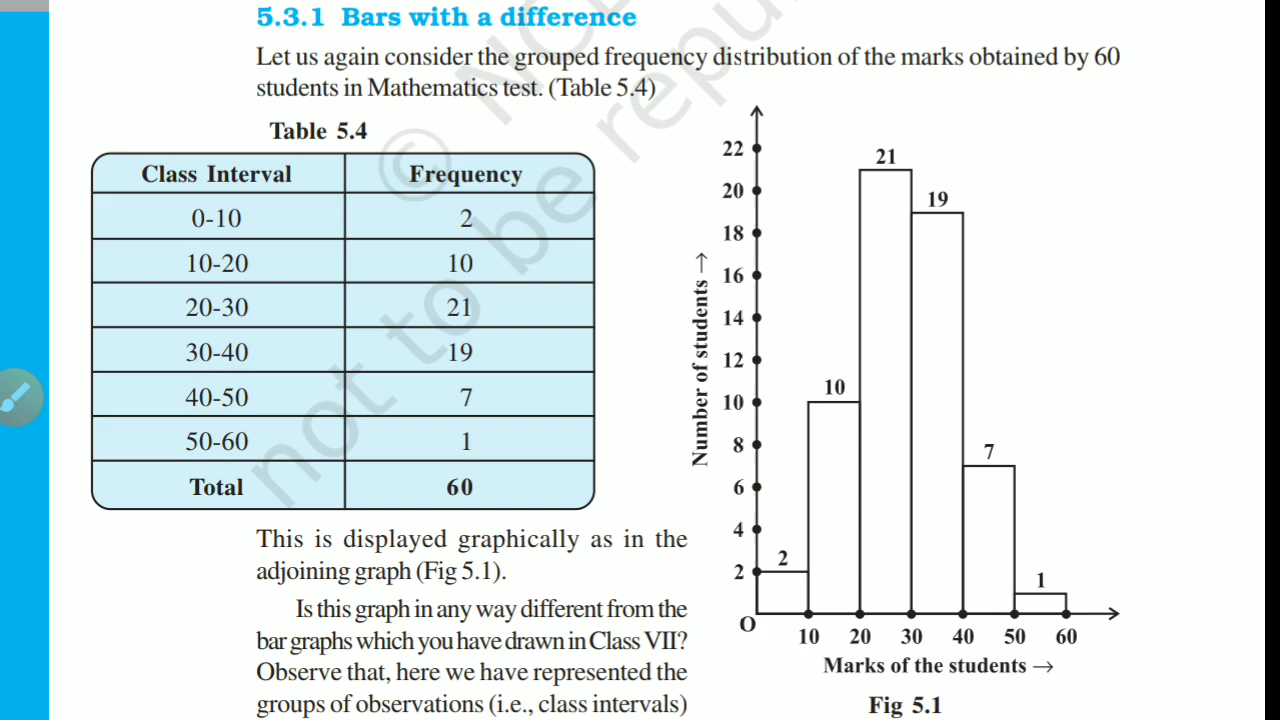 5.3.1 Bars with a difference
Let us again consider the grouped frequency distribution of the marks obtained by 60
students in Mathematics test. (Table 5.4)
Table 5.4
Class Interval Frequency
0-10 2
10-20 10
20-30 21
30-40 19
40-50 7
50-60 1
Total 60
This is displayed graphically as in the
adjoining graph (Fig 5.1).
Is this graph in any way different from the
bar graphs which you have drawn in Class VII?
Observe that, here we have represented the
groups of observations (i.e., class intervals)
Number of students →
22
20
18
16
14
12
10
8
6
4
2
O
2
10
21
19
7
1
10 20 30 40 50 60
Marks of the students →
Fig 5.1
© NCE
not to be repu